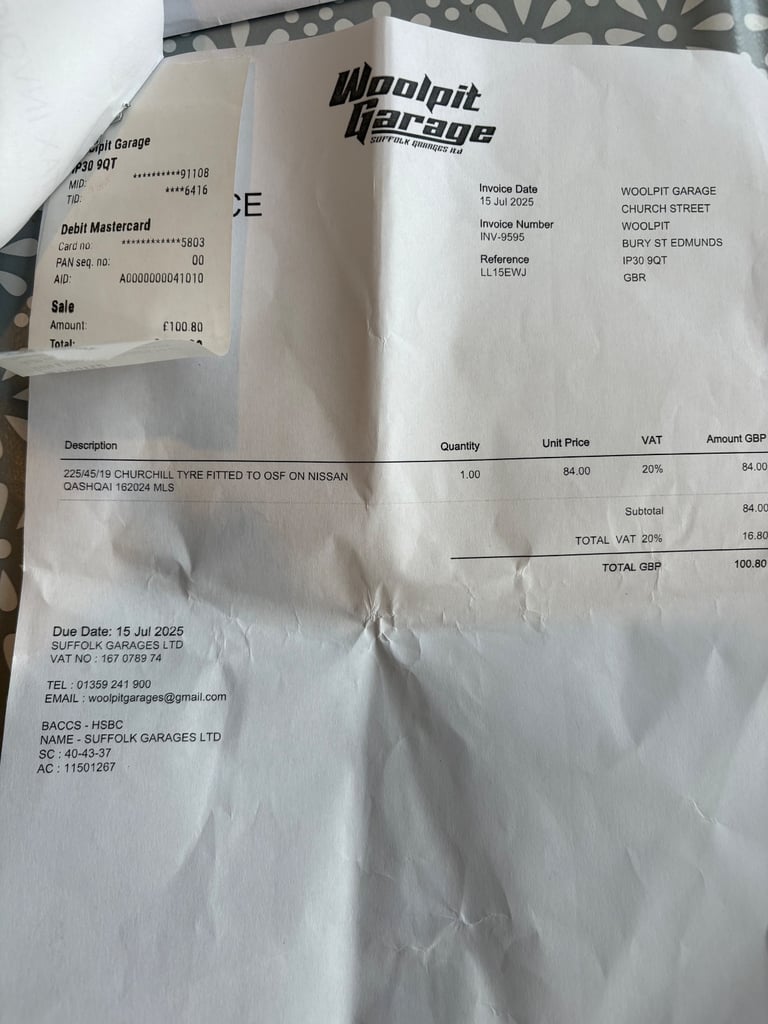 Woolpit
Garage
SUFFOLK GARAGES ltd
Garage
IP30 9QT
MID: **********91108
TID: ****6416
Debit Mastercard
Card no: ************5803
PAN seq. no: 00
AID: A0000000041010
Sale
Amount: £100.80
Total:
CE
Invoice Date
15 Jul 2025
Invoice Number
INV-9595
Reference
LL15EWJ
WOOLPIT GARAGE
CHURCH STREET
WOOLPIT
BURY ST EDMUNDS
IP30 9QT
GBR
Description Quantity Unit Price VAT Amount GBP
225/45/19 CHURCHILL TYRE FITTED TO OSF ON NISSAN 1.00 84.00 20% 84.00
QASHQAI 162024 MLS
Subtotal 84.00
TOTAL VAT 20% 16.80
TOTAL GBP 100.80
Due Date: 15 Jul 2025
SUFFOLK GARAGES LTD
VAT NO : 167 0789 74
TEL : 01359 241 900
EMAIL : woolpitgarages@gmail.com
BACCS - HSBC
NAME - SUFFOLK GARAGES LTD
SC : 40-43-37
AC : 11501267